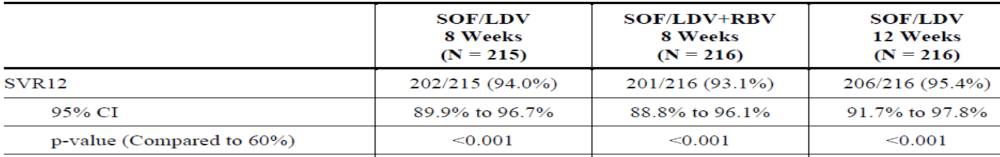 SOF/LDV SOF/LDV+RBV SOF/LDV
8 Weeks 8 Weeks 12 Weeks
(N = 215) (N = 216) (N = 216)
SVR12 202/215 (94.0%) 201/216 (93.1%) 206/216 (95.4%)
95% CI 89.9% to 96.7% 88.8% to 96.1% 91.7% to 97.8%
p-value (Compared to 60%) <0.001 <0.001 <0.001